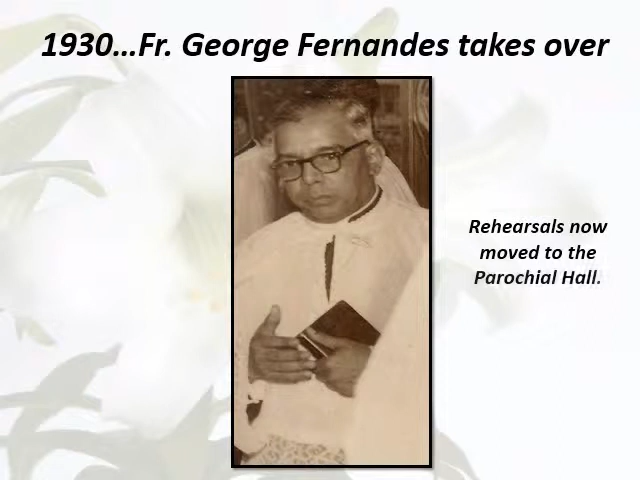 1930…Fr. George Fernandes takes over
Rehearsals now
moved to the
Parochial Hall.